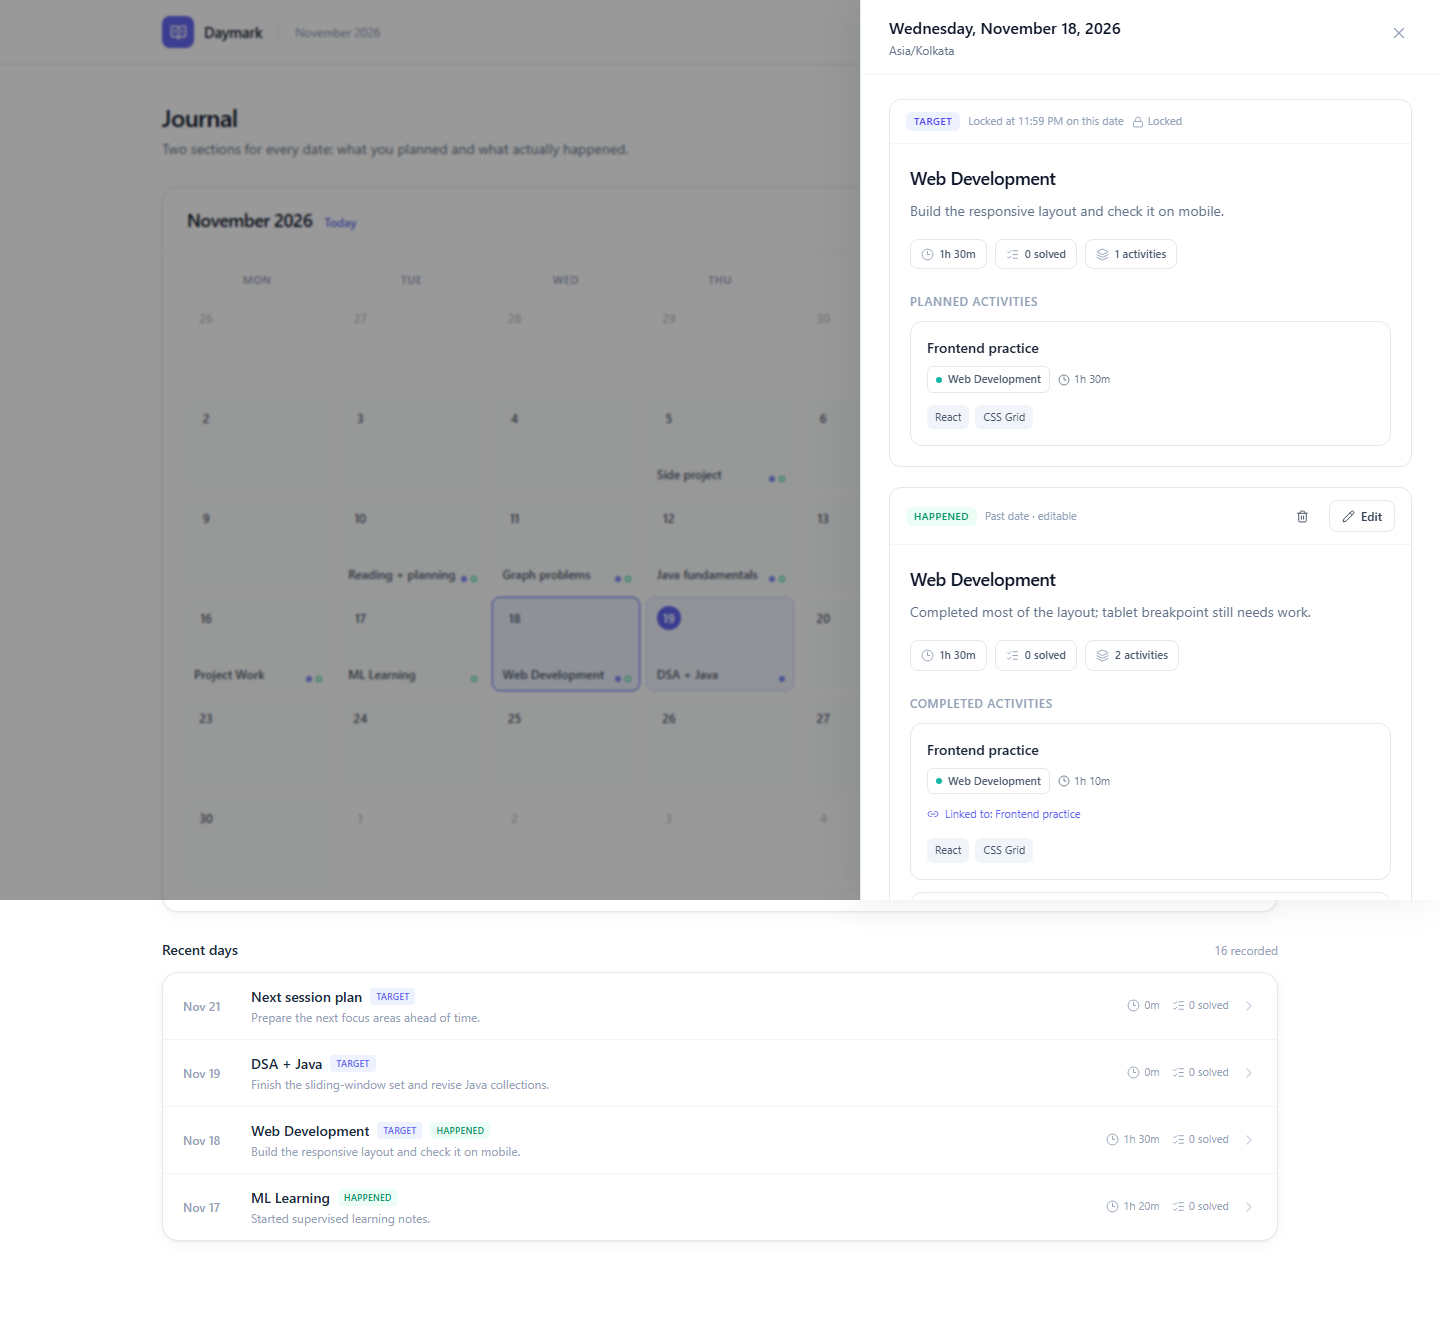 Daymark
November 2026
Journal
Two sections for every date: what you planned and what actually happened.
November 2026 Today
MON TUE WED THU
26 27 28 29 30
2 3 4 5 6
Side project
9 10 11 12 13
Reading + planning Graph problems Java fundamentals
16 17 18 19 20
Project Work ML Learning Web Development DSA + Java
23 24 25 26 27
30 1 2 3 4
Wednesday, November 18, 2026
Asia/Kolkata
TARGET Locked at 11:59 PM on this date Locked
Web Development
Build the responsive layout and check it on mobile.
1h 30m 0 solved 1 activities
PLANNED ACTIVITIES
Frontend practice
Web Development 1h 30m
React CSS Grid
HAPPENED Past date · editable Edit
Web Development
Completed most of the layout; tablet breakpoint still needs work.
1h 30m 0 solved 2 activities
COMPLETED ACTIVITIES
Frontend practice
Web Development 1h 10m
Linked to: Frontend practice
React CSS Grid
Recent days 16 recorded
Nov 21 Next session plan TARGET 0m 0 solved
Prepare the next focus areas ahead of time.
Nov 19 DSA + Java TARGET 0m 0 solved
Finish the sliding-window set and revise Java collections.
Nov 18 Web Development TARGET HAPPENED 1h 30m 0 solved
Build the responsive layout and check it on mobile.
Nov 17 ML Learning HAPPENED 1h 20m 0 solved
Started supervised learning notes.